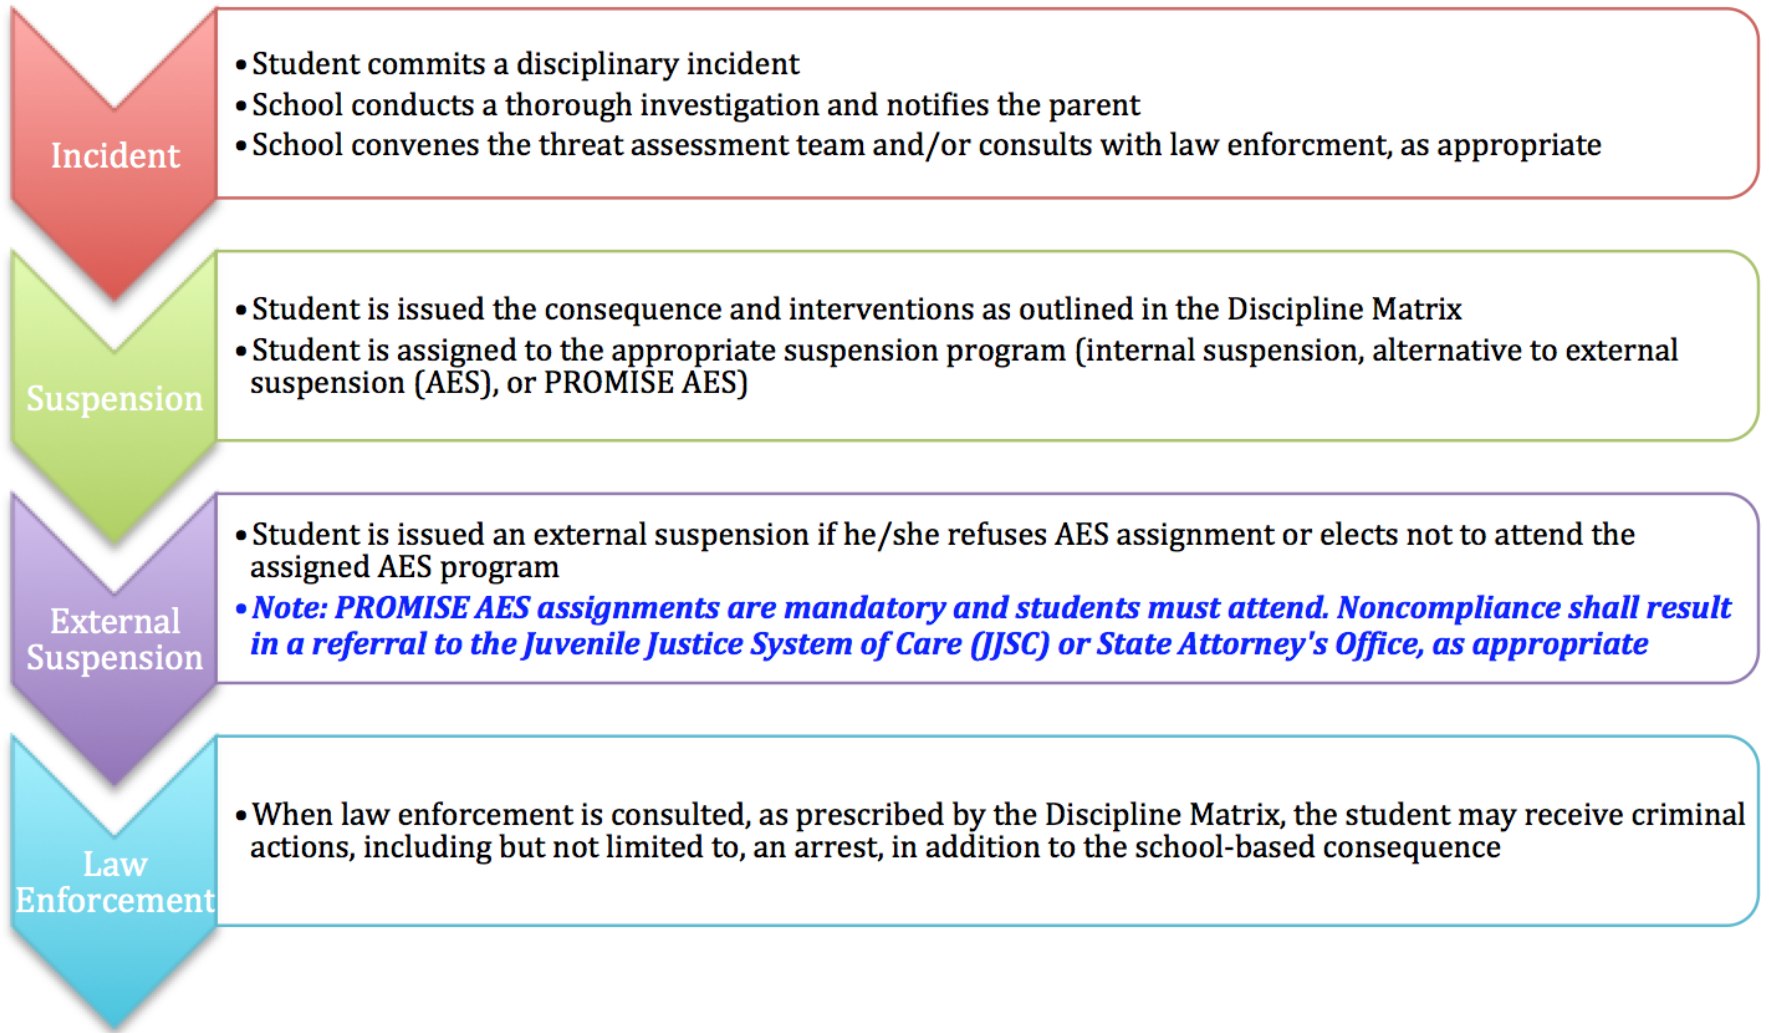 Incident
• Student commits a disciplinary incident
• School conducts a thorough investigation and notifies the parent
• School convenes the threat assessment team and/or consults with law enforcment, as appropriate
Suspension
• Student is issued the consequence and interventions as outlined in the Discipline Matrix
• Student is assigned to the appropriate suspension program (internal suspension, alternative to external
suspension (AES), or PROMISE AES)
External
Suspension
• Student is issued an external suspension if he/she refuses AES assignment or elects not to attend the
assigned AES program
• Note: PROMISE AES assignments are mandatory and students must attend. Noncompliance shall result
in a referral to the Juvenile Justice System of Care (JJSC) or State Attorney's Office, as appropriate
Law
Enforcement
• When law enforcement is consulted, as prescribed by the Discipline Matrix, the student may receive criminal
actions, including but not limited to, an arrest, in addition to the school-based consequence